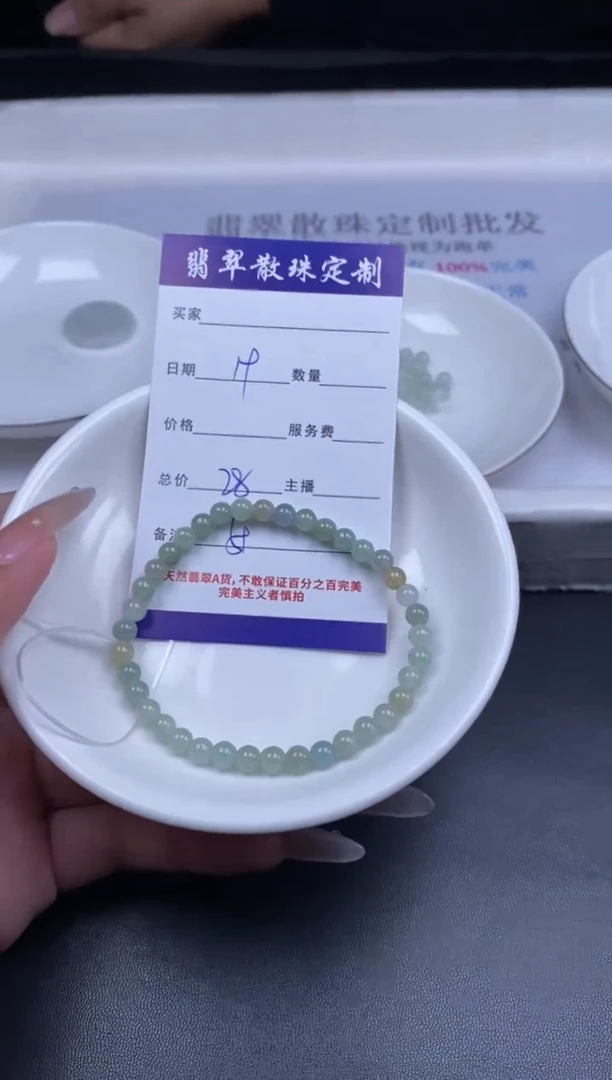 翡翠散珠定制批发
100%完美
翡翠散珠定制
买家
日期 数量
价格 服务费
总价 28 主播
备注
天然翡翠A货,不敢保证百分之百完美
完美主义者慎拍